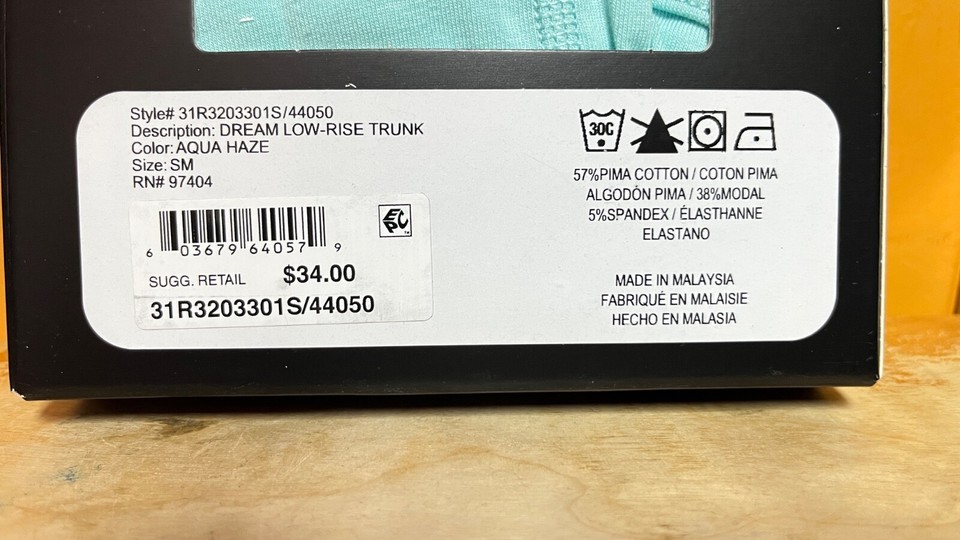 Style# 31R3203301S/44050
Description: DREAM LOW-RISE TRUNK
Color: AQUA HAZE
Size: SM
RN# 97404
6 03679 64057 9
EPC
SUGG. RETAIL $34.00
31R3203301S/44050
30C
57%PIMA COTTON / COTON PIMA
ALGODÓN PIMA / 38%MODAL
5%SPANDEX / ÉLASTHANNE
ELASTANO
MADE IN MALAYSIA
FABRIQUÉ EN MALAISIE
HECHO EN MALASIA